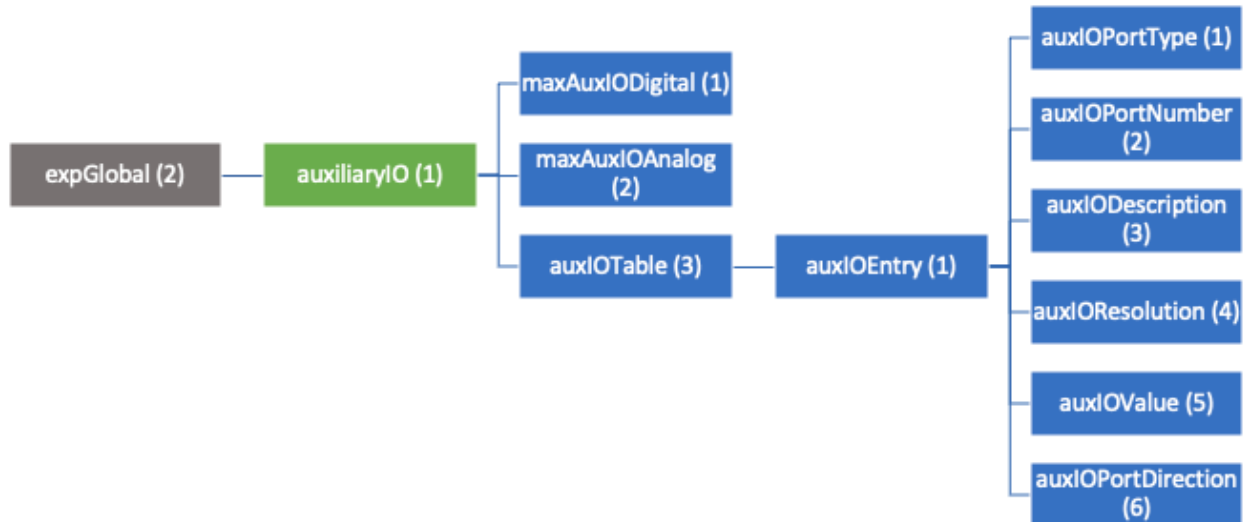 expGlobal (2)
auxiliaryIO (1)
maxAuxIODigital (1)
maxAuxIOAnalog
(2)
auxIOTable (3)
auxIOEntry (1)
auxIOPortType (1)
auxIOPortNumber
(2)
auxIODescription
(3)
auxIOResolution (4)
auxIOValue (5)
auxIOPortDirection
(6)